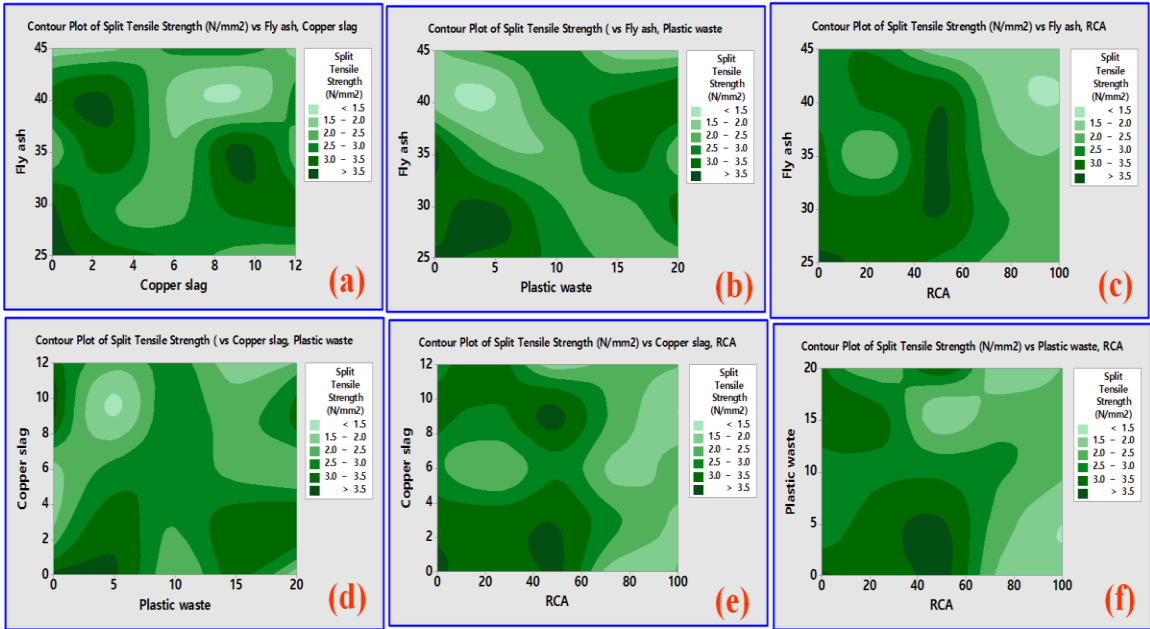 Contour Plot of Split Tensile Strength (N/mm2) vs Fly ash, Copper slag
45
40
35
30
25
Fly ash
0 2 4 6 8 10 12
Copper slag
Split
Tensile
Strength
(N/mm2)
< 1.5
1.5 – 2.0
2.0 – 2.5
2.5 – 3.0
3.0 – 3.5
> 3.5
(a)
Contour Plot of Split Tensile Strength ( vs Fly ash, Plastic waste
45
40
35
30
25
Fly ash
0 5 10 15 20
Plastic waste
Split
Tensile
Strength
(N/mm2)
< 1.5
1.5 – 2.0
2.0 – 2.5
2.5 – 3.0
3.0 – 3.5
> 3.5
(b)
Contour Plot of Split Tensile Strength (N/mm2) vs Fly ash, RCA
45
40
35
30
25
Fly ash
0 20 40 60 80 100
RCA
Split
Tensile
Strength
(N/mm2)
< 1.5
1.5 – 2.0
2.0 – 2.5
2.5 – 3.0
3.0 – 3.5
> 3.5
(c)
Contour Plot of Split Tensile Strength ( vs Copper slag, Plastic waste
12
10
8
6
4
2
0
Copper slag
0 5 10 15 20
Plastic waste
Split
Tensile
Strength
(N/mm2)
< 1.5
1.5 – 2.0
2.0 – 2.5
2.5 – 3.0
3.0 – 3.5
> 3.5
(d)
Contour Plot of Split Tensile Strength (N/mm2) vs Copper slag, RCA
12
10
8
6
4
2
0
Copper slag
0 20 40 60 80 100
RCA
Split
Tensile
Strength
(N/mm2)
< 1.5
1.5 – 2.0
2.0 – 2.5
2.5 – 3.0
3.0 – 3.5
> 3.5
(e)
Contour Plot of Split Tensile Strength (N/mm2) vs Plastic waste, RCA
20
15
10
5
0
Plastic waste
0 20 40 60 80 100
RCA
Split
Tensile
Strength
(N/mm2)
< 1.5
1.5 – 2.0
2.0 – 2.5
2.5 – 3.0
3.0 – 3.5
> 3.5
(f)